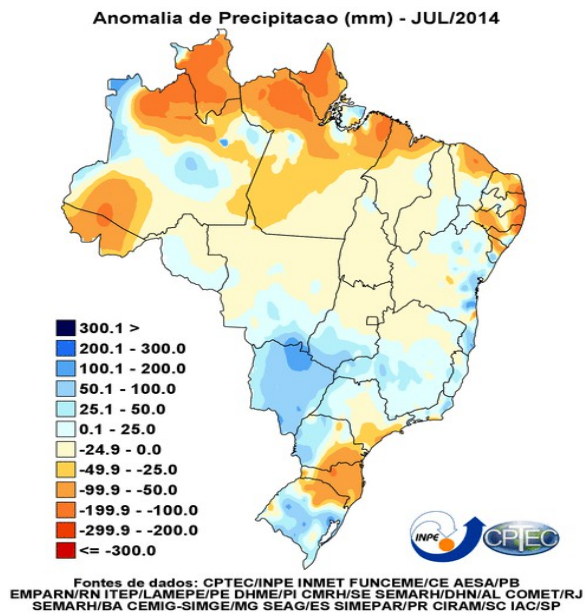 Anomalia de Precipitacao (mm) - JUL/2014
300.1 >
200.1 - 300.0
100.1 - 200.0
50.1 - 100.0
25.1 - 50.0
0.1 - 25.0
-24.9 - 0.0
-49.9 - -25.0
-99.9 - -50.0
-199.9 - -100.0
-299.9 - -200.0
<= -300.0
INPE
CPTEC
Fontes de dados: CPTEC/INPE INMET FUNCEME/CE AESA/PB
EMPARN/RN ITEP/LAMEPE/PE DHME/PI CMRH/SE SEMARH/DHN/AL COMET/RJ
SEMARH/BA CEMIG-SIMGE/MG SEAG/ES SIMEPAR/PR CIRAM/SC IAC/SP